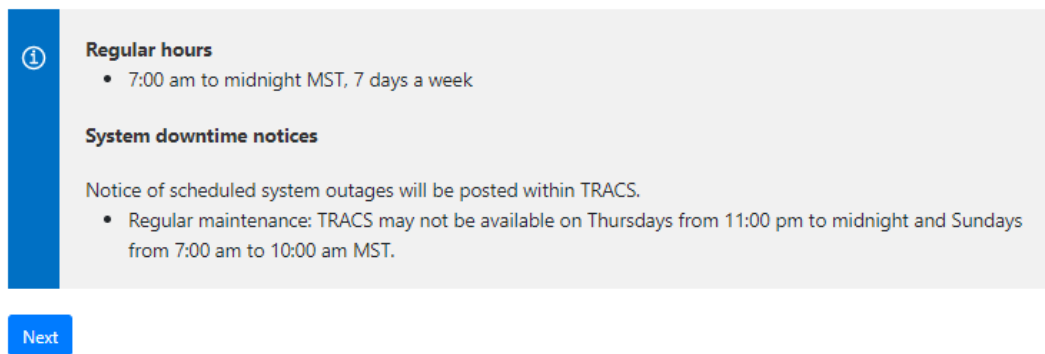 Regular hours
• 7:00 am to midnight MST, 7 days a week
System downtime notices
Notice of scheduled system outages will be posted within TRACS.
• Regular maintenance: TRACS may not be available on Thursdays from 11:00 pm to midnight and Sundays
from 7:00 am to 10:00 am MST.
Next